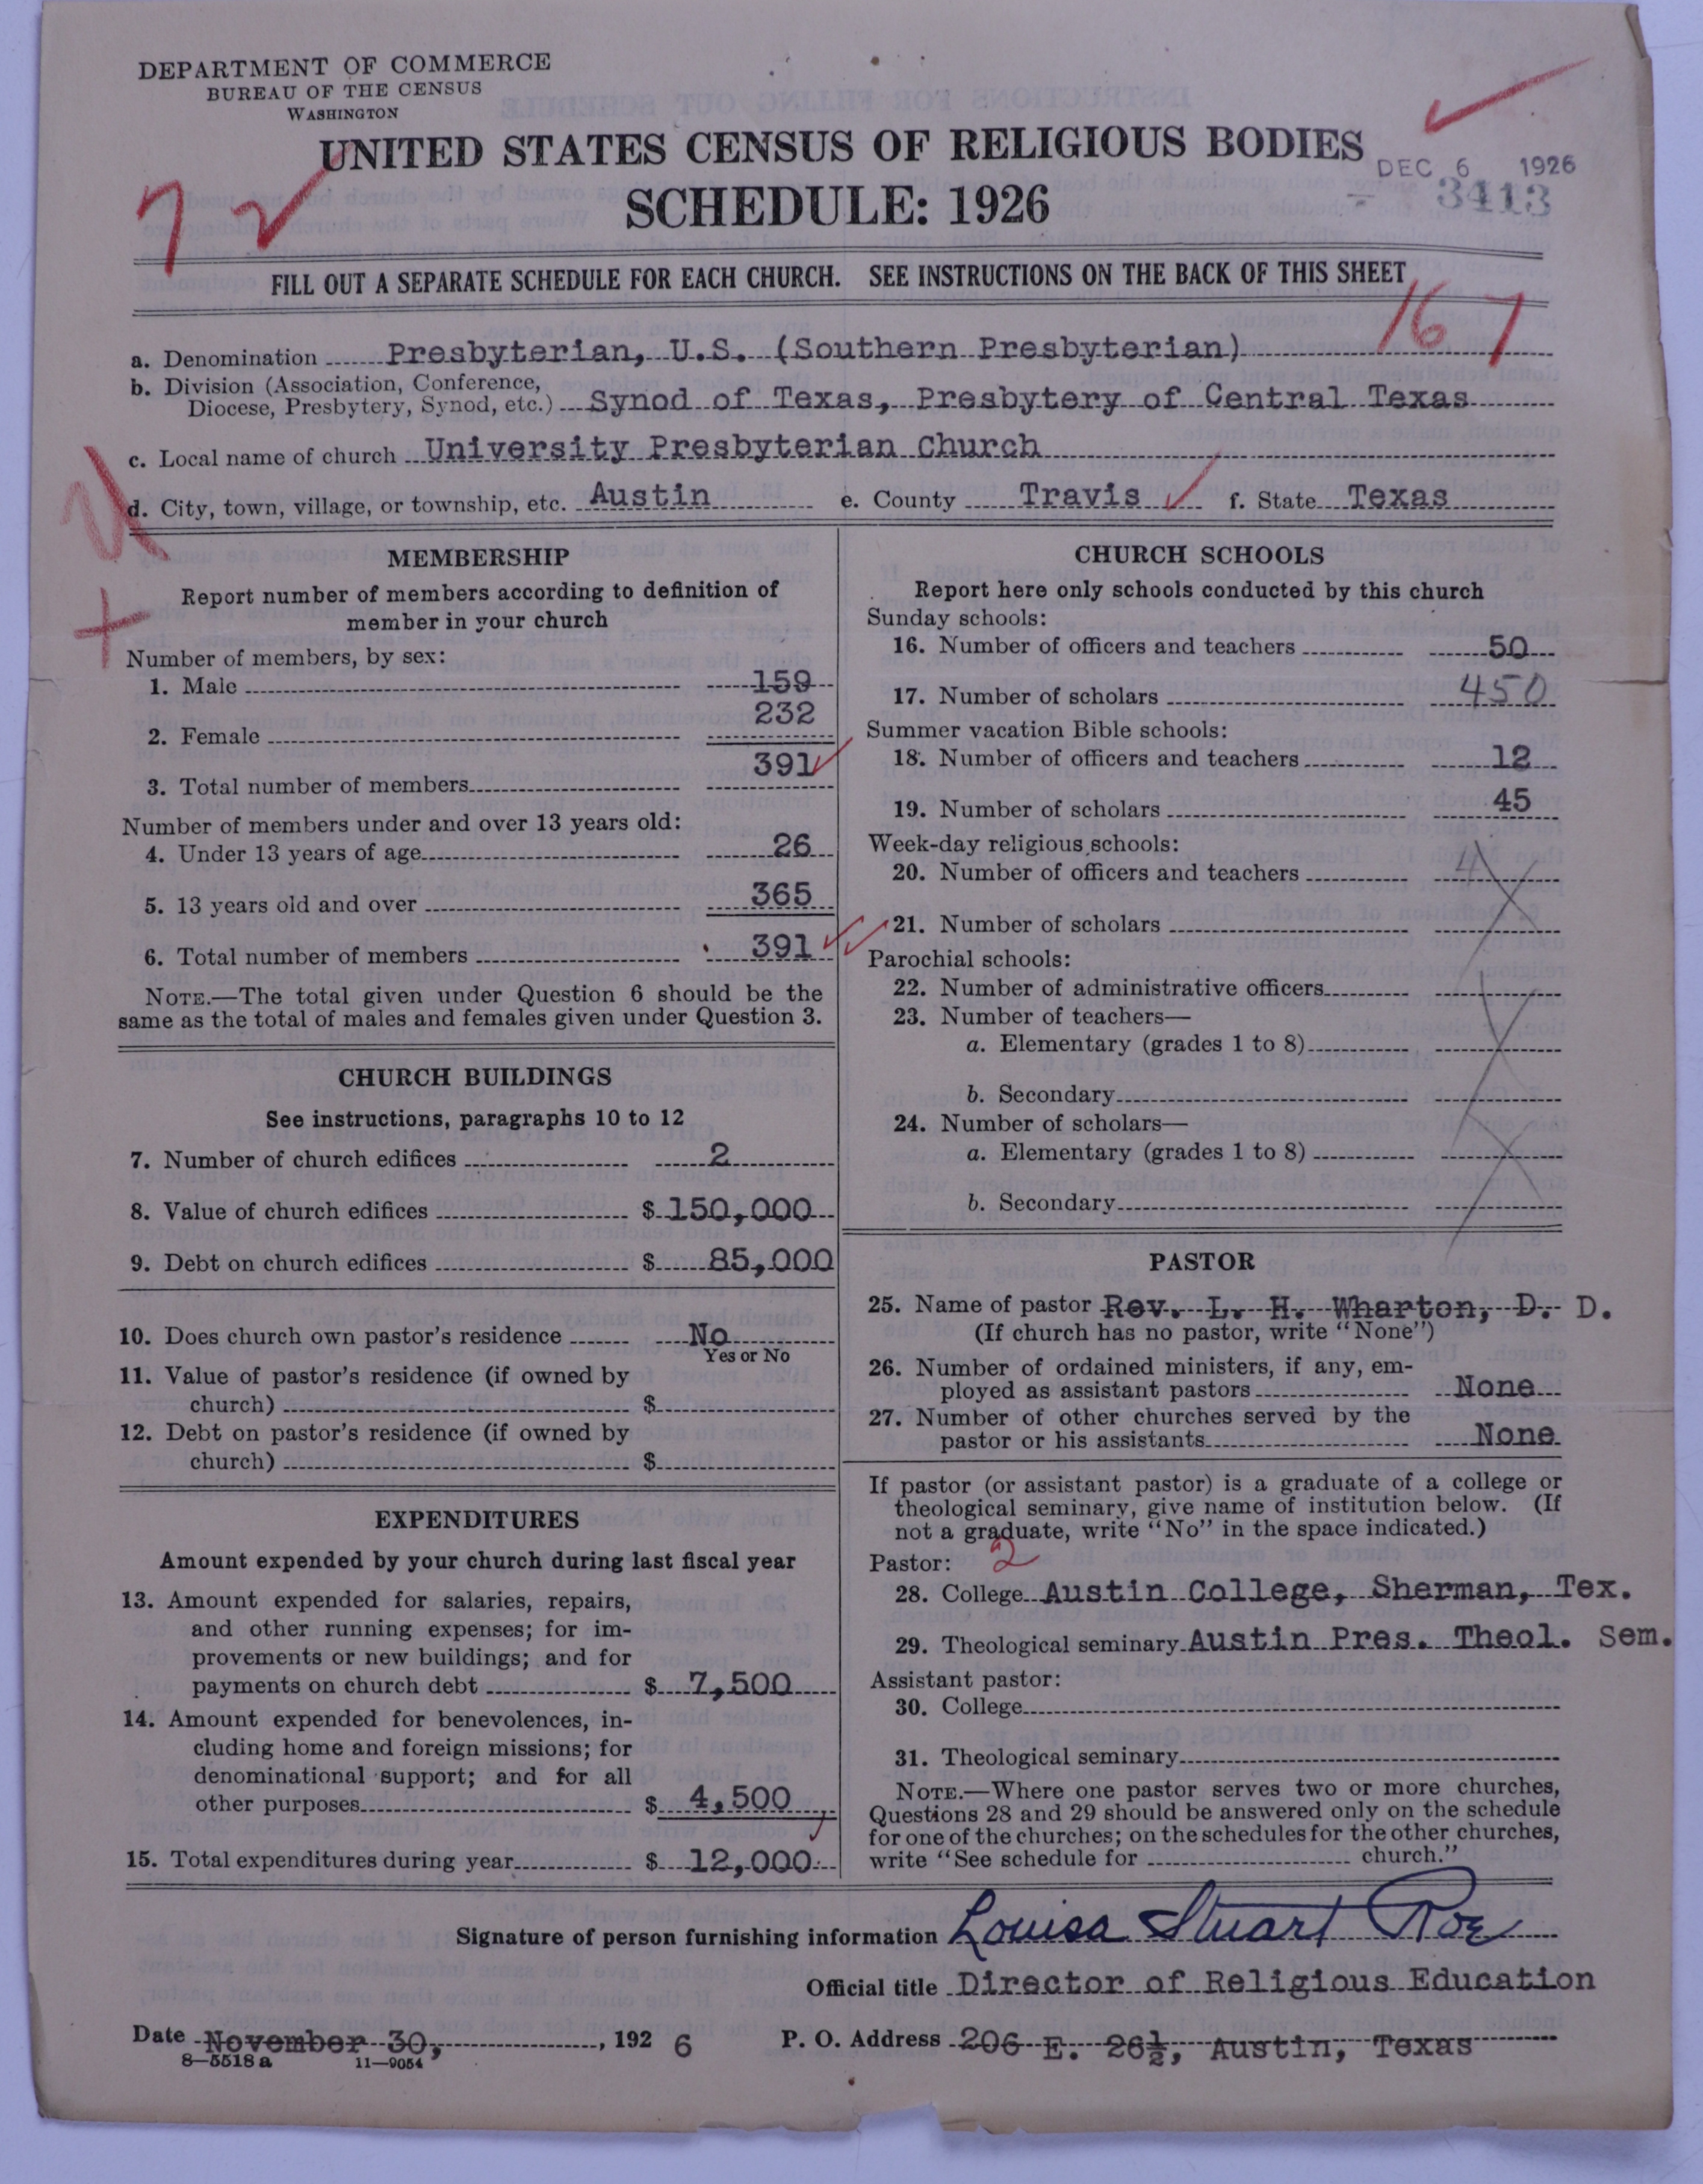 DEPARTMENT OF COMMERCE
BUREAU OF THE CENSUS
WASHINGTON
UNITED STATES CENSUS OF RELIGIOUS BODIES
DEC 6 1926
3413
SCHEDULE: 1926
72
FILL OUT A SEPARATE SCHEDULE FOR EACH CHURCH. SEE INSTRUCTIONS ON THE BACK OF THIS SHEET
167
a. Denomination Presbyterian, U.S. (Southern Presbyterian)
b. Division (Association, Conference,
Diocese, Presbytery, Synod, etc.) Synod of Texas, Presbytery of Central Texas
c. Local name of church University Presbyterian Church
d. City, town, village, or township, etc. Austin e. County Travis f. State Texas
MEMBERSHIP
Report number of members according to definition of
member in your church
Number of members, by sex:
1. Male 159
2. Female 232
3. Total number of members 391
Number of members under and over 13 years old:
4. Under 13 years of age 26
5. 13 years old and over 365
6. Total number of members 391
NOTE.—The total given under Question 6 should be the
same as the total of males and females given under Question 3.
CHURCH BUILDINGS
See instructions, paragraphs 10 to 12
7. Number of church edifices 2
8. Value of church edifices $ 150,000
9. Debt on church edifices $ 85,000
10. Does church own pastor's residence No
Yes or No
11. Value of pastor's residence (if owned by
church) $
12. Debt on pastor's residence (if owned by
church) $
EXPENDITURES
Amount expended by your church during last fiscal year
13. Amount expended for salaries, repairs,
and other running expenses; for im-
provements or new buildings; and for
payments on church debt $ 7,500
14. Amount expended for benevolences, in-
cluding home and foreign missions; for
denominational support; and for all
other purposes $ 4,500
15. Total expenditures during year $ 12,000
CHURCH SCHOOLS
Report here only schools conducted by this church
Sunday schools:
16. Number of officers and teachers 50
17. Number of scholars 450
Summer vacation Bible schools:
18. Number of officers and teachers 12
19. Number of scholars 45
Week-day religious schools:
20. Number of officers and teachers
21. Number of scholars
Parochial schools:
22. Number of administrative officers
23. Number of teachers—
a. Elementary (grades 1 to 8)
b. Secondary
24. Number of scholars—
a. Elementary (grades 1 to 8)
b. Secondary
PASTOR
25. Name of pastor Rev. L. H. Wharton, D. D.
(If church has no pastor, write "None")
26. Number of ordained ministers, if any, em-
ployed as assistant pastors None
27. Number of other churches served by the
pastor or his assistants None
If pastor (or assistant pastor) is a graduate of a college or
theological seminary, give name of institution below. (If
not a graduate, write "No" in the space indicated.)
Pastor: 2
28. College Austin College, Sherman, Tex.
29. Theological seminary Austin Pres. Theol. Sem.
Assistant pastor:
30. College
31. Theological seminary
NOTE.—Where one pastor serves two or more churches,
Questions 28 and 29 should be answered only on the schedule
for one of the churches; on the schedules for the other churches,
write "See schedule for church."
Signature of person furnishing information Louisa Stuart Roe
Official title Director of Religious Education
Date November 30, 1926 P. O. Address 206 E. 26½, Austin, Texas
8—5518a 11—9054